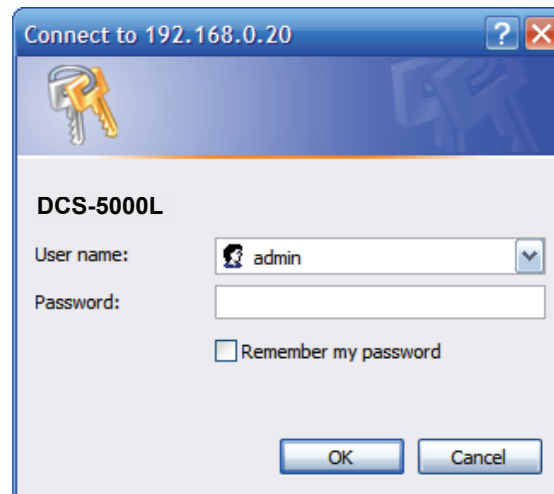 Connect to 192.168.0.20
?
DCS-5000L
User name:
admin
Password:
Remember my password
OK
Cancel